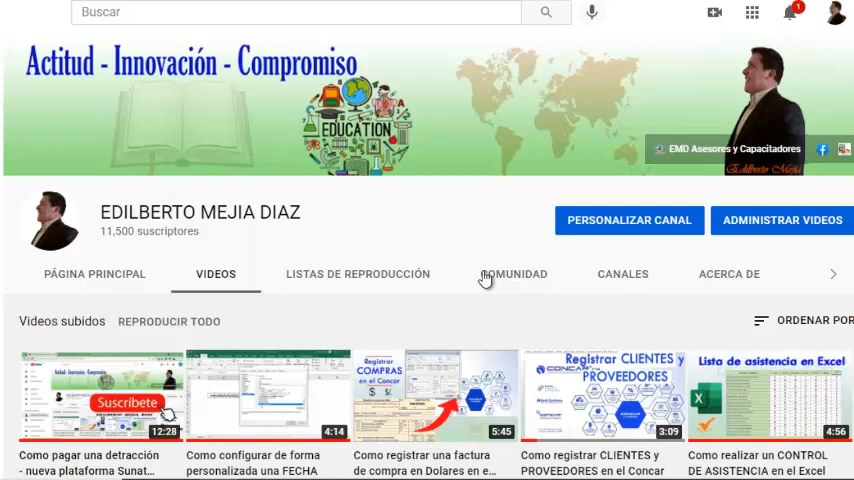 Buscar
1
Actitud - Innovación - Compromiso
EDUCATION
EMD Asesores y Capacitadores
Edilberto Mejia
EDILBERTO MEJIA DIAZ
11,500 suscriptores
PERSONALIZAR CANAL
ADMINISTRAR VIDEOS
PÁGINA PRINCIPAL
VIDEOS
LISTAS DE REPRODUCCIÓN
COMUNIDAD
CANALES
ACERCA DE
Videos subidos
REPRODUCIR TODO
ORDENAR POR
Suscríbete
12:28
4:14
Registrar
COMPRAS
en el Concar
$ S/.
5:45
Registrar CLIENTES y
PROVEEDORES
CONCAR
3:09
Lista de asistencia en Excel
4:56
Como pagar una detracción
- nueva plataforma Sunat...
Como configurar de forma
personalizada una FECHA
Como registrar una factura
de compra en Dolares en e...
Como registrar CLIENTES y
PROVEEDORES en el Concar
Como realizar un CONTROL
DE ASISTENCIA en el Excel